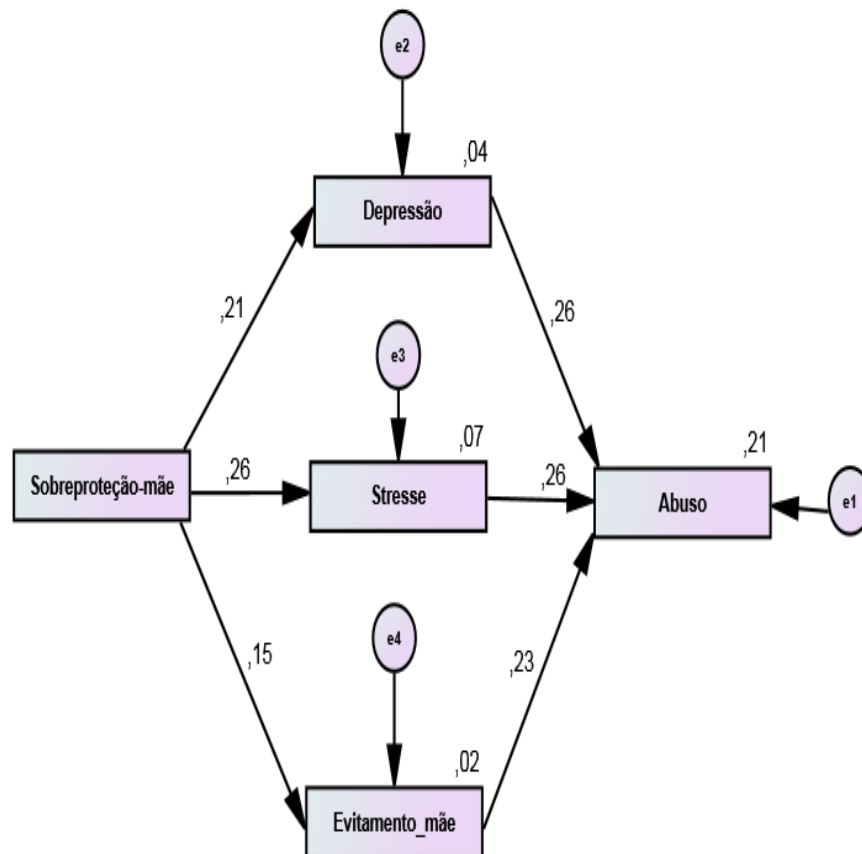 e2
,04
Depressão
,21
,26
e3
,07
,21
Sobreproteção-mãe
,26
Stresse
,26
Abuso
e1
e4
,15
,23
,02
Evitamento_mãe